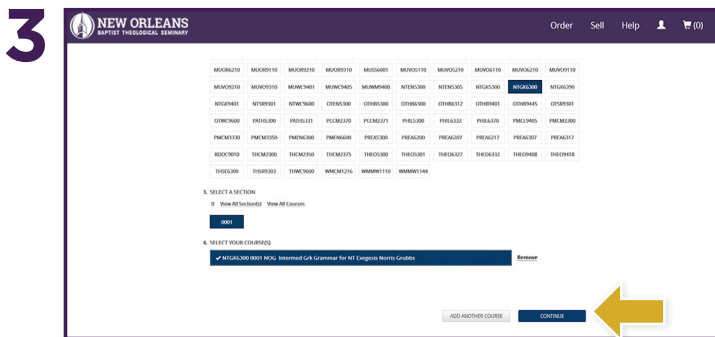 3
NEW ORLEANS
BAPTIST THEOLOGICAL SEMINARY
Order Sell Help (0)
MUOR6210 MUOR9110 MUOR9210 MUOR9310 MUSS6001 MUVO5110 MUVO5210 MUVO6110 MUVO6210 MUVO9110
MUVO9210 MUVO9310 MUWC9401 MUWC9405 MUWM9400 NTEN5300 NTEN5305 NTGK5300 NTGK6300 NTGK6390
NTGK9401 NTSR9301 NTWC9600 OTEN5300 OTHB5300 OTHB6300 OTHB6312 OTHB9401 OTHB9445 OTSR9301
OTWC9600 PATH5300 PATH5331 PCCM2370 PCCM2371 PHIL5300 PHIL6332 PHIL6370 PMCL9405 PMCM2300
PMCM3330 PMCM3350 PMEN6300 PMEN6600 PREA5300 PREA6200 PREA6207 PREA6217 PREA6307 PREA6317
RDOC9010 THCM2300 THCM2350 THCM2375 THEO5300 THEO5301 THEO6327 THEO6332 THEO9408 THEO9418
THSE6300 THSR9303 THWC9600 WMCM1216 WMMW1110 WMMW1144
3. SELECT A SECTION
0 View All Section(s) View All Courses
0001
4. SELECT YOUR COURSE(S)
✔ NTGK6300 0001 NOG Intermed Grk Grammar for NT Exegesis Norris Grubbs Remove
ADD ANOTHER COURSE CONTINUE